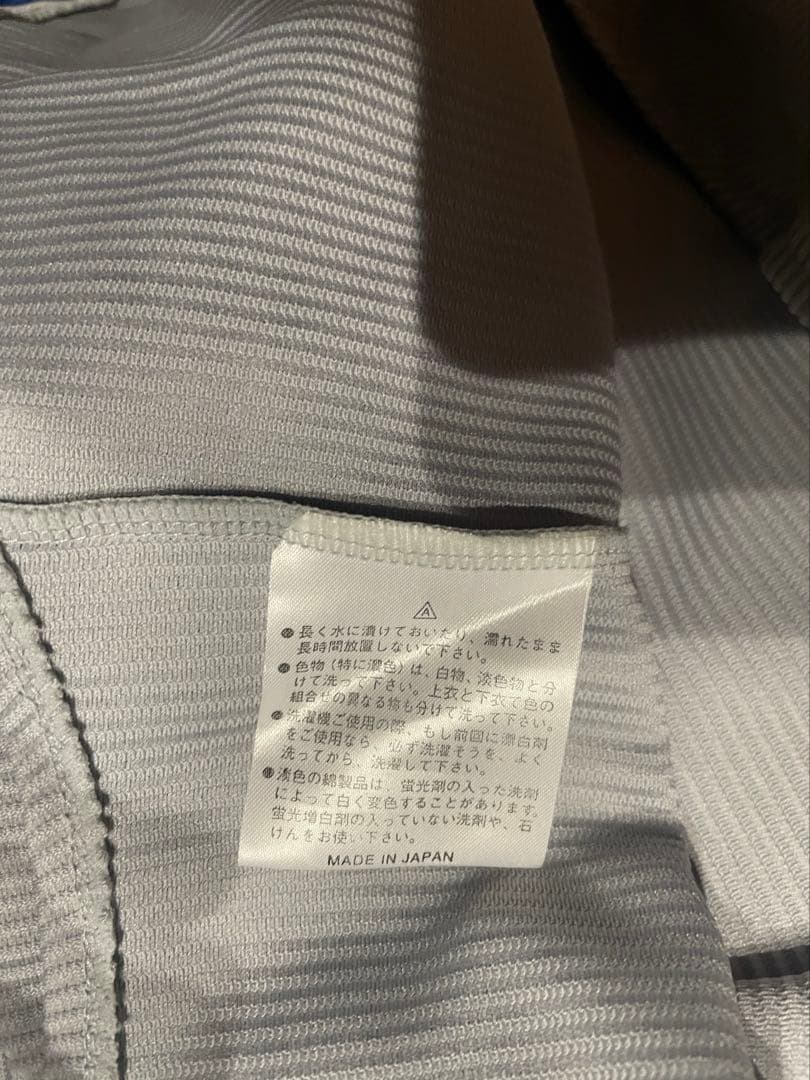 A
●長く水に漬けておいたり、濡れたまま
長時間放置しないで下さい。
●色物(特に濃色)は、白物、淡色物と分
けて洗って下さい。上衣と下衣で色の
組合せの異なる物も分けて洗って下さい。
●洗濯機ご使用の際、もし前回に漂白剤
をご使用なら、必ず洗濯そうを、よく
洗ってから、洗濯して下さい。
●淡色の綿製品は、蛍光剤の入った洗剤
によって白く変色することがあります。
蛍光増白剤の入っていない洗剤や、石
けんをお使い下さい。
MADE IN JAPAN